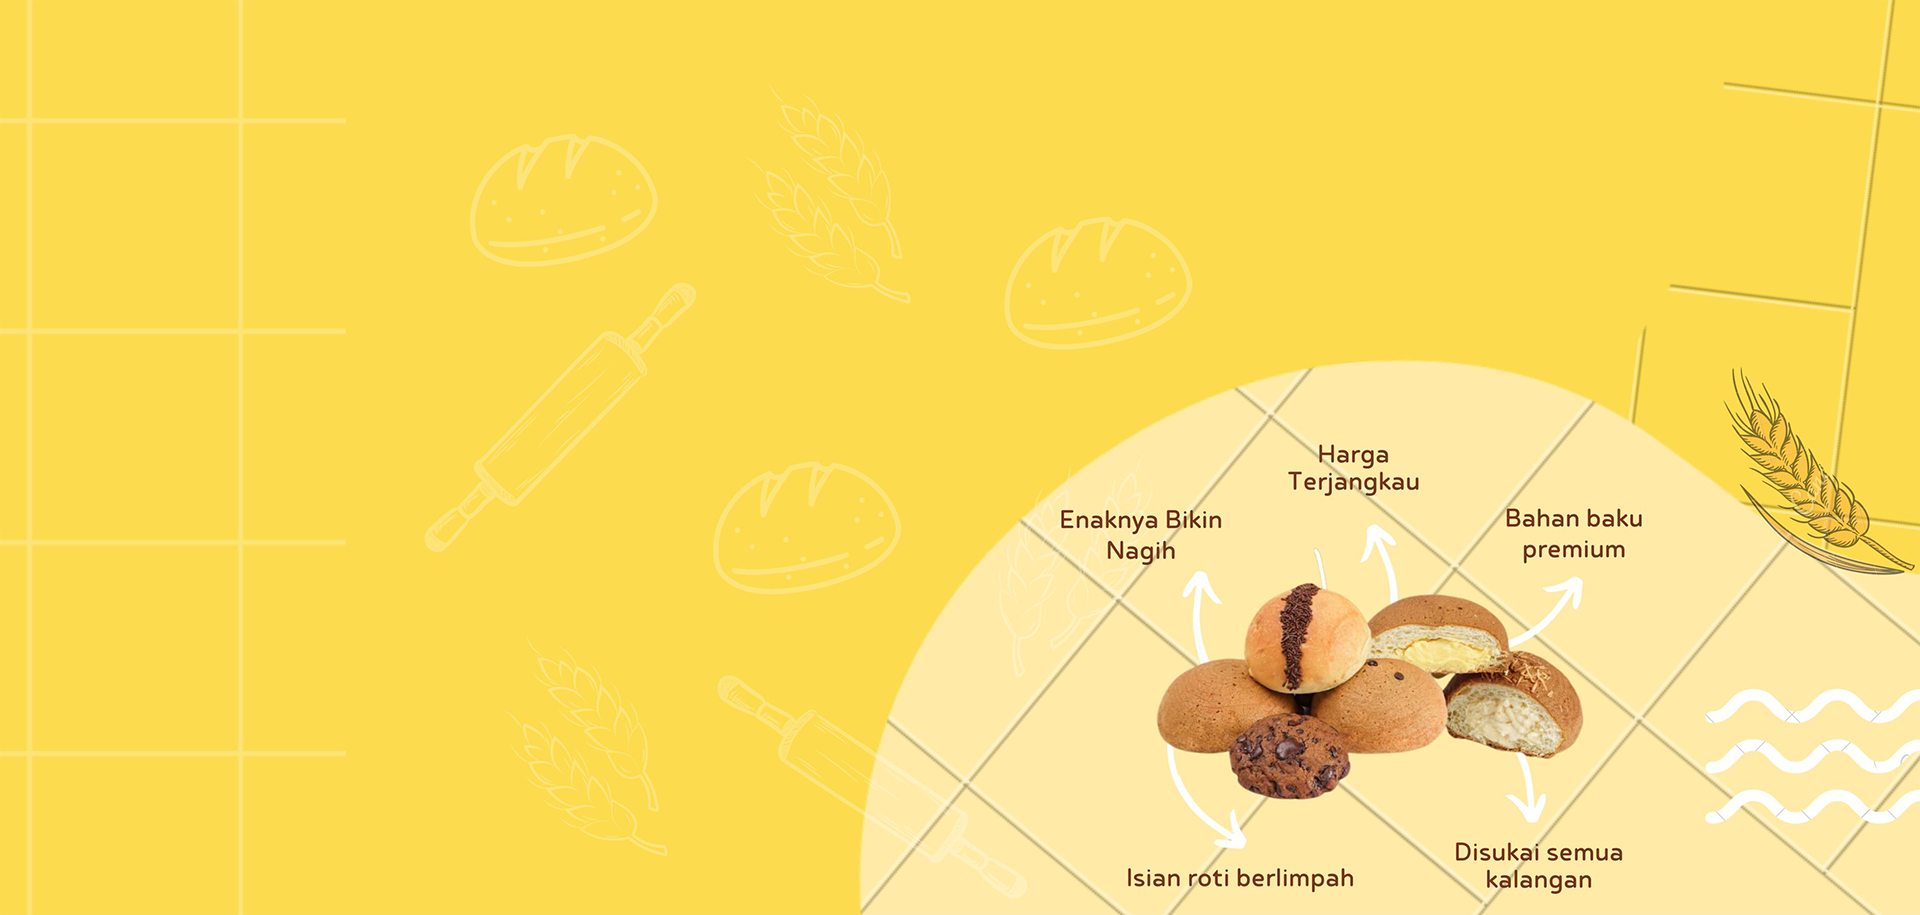 Harga
Terjangkau
Enaknya Bikin
Nagih
Bahan baku
premium
Isian roti berlimpah
Disukai semua
kalangan